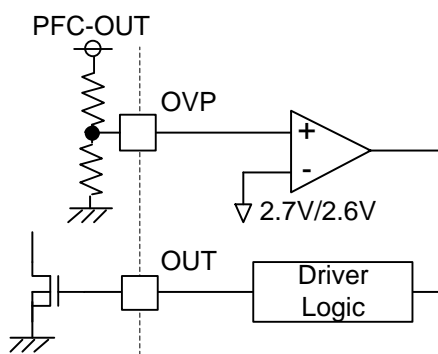 PFC-OUT
OVP
+
-
2.7V/2.6V
OUT
Driver
Logic